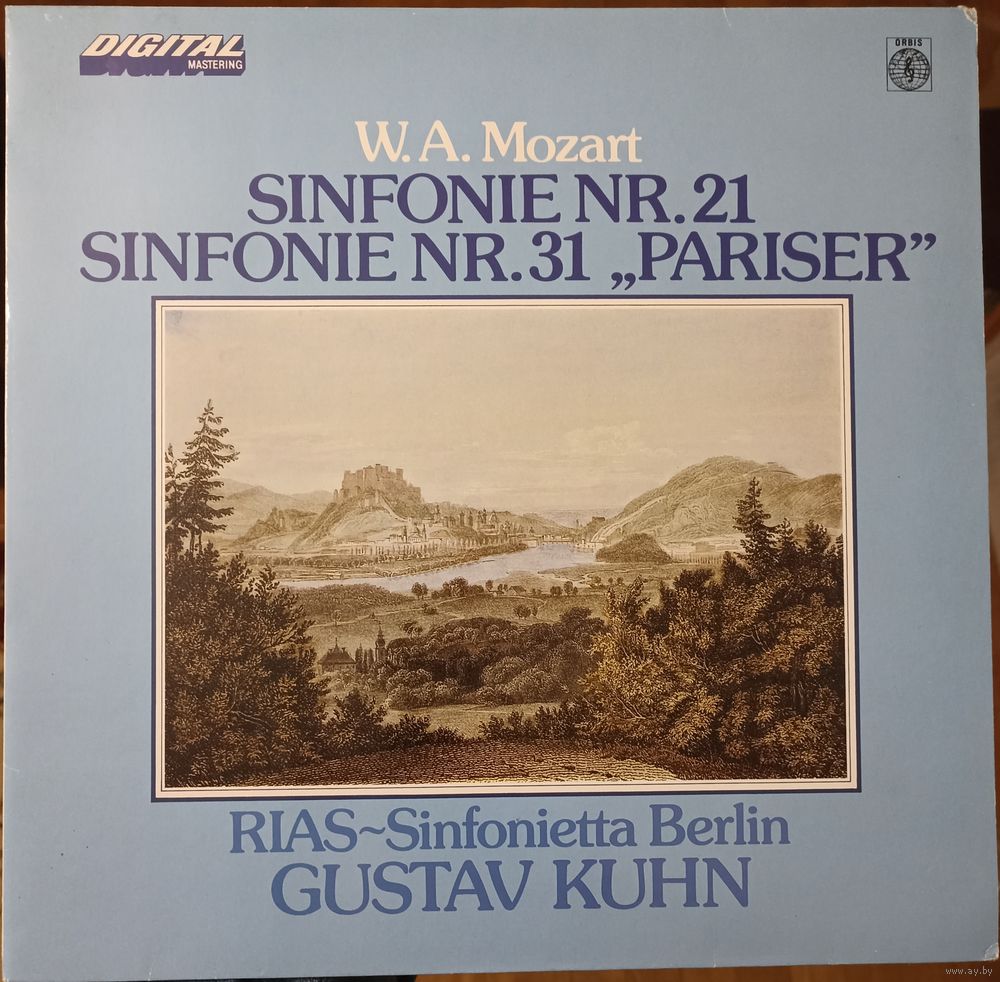 DIGITAL
MASTERING
ORBIS
W. A. Mozart
SINFONIE NR. 21
SINFONIE NR. 31 „PARISER”
RIAS~Sinfonietta Berlin
GUSTAV KUHN
www.ay.by